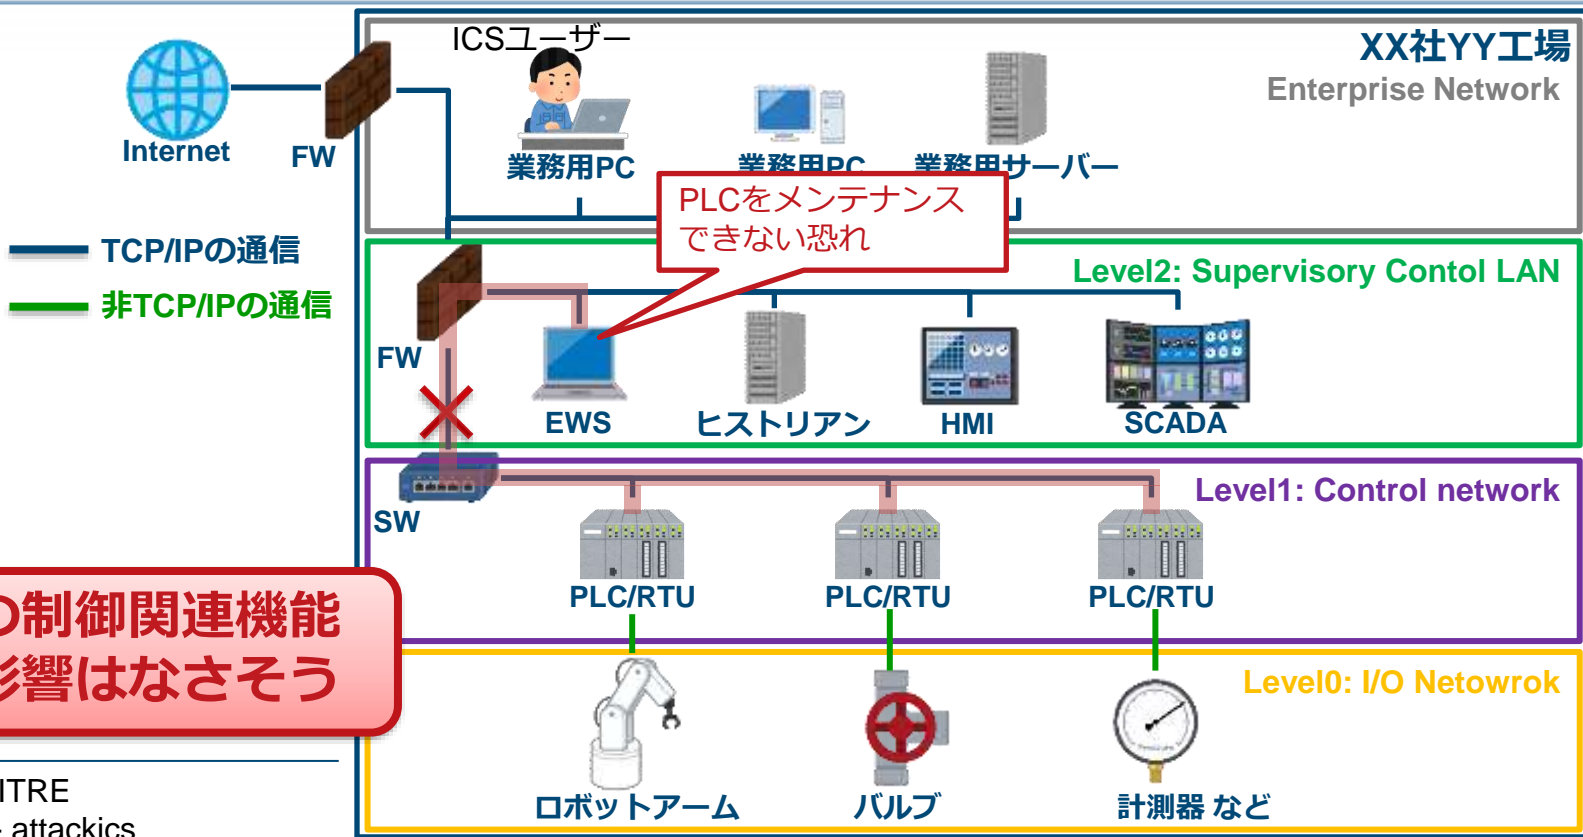 ICSユーザー
XX社YY工場
Enterprise Network
Internet
FW
業務用PC
業務用PC
業務用サーバー
PLCをメンテナンス
できない恐れ
TCP/IPの通信
非TCP/IPの通信
Level2: Supervisory Contol LAN
FW
EWS
ヒストリアン
HMI
SCADA
Level1: Control network
SW
PLC/RTU
PLC/RTU
PLC/RTU
の制御関連機能
影響はなさそう
Level0: I/O Netowrok
ロボットアーム
バルブ
計測器 など
ITRE
attackics